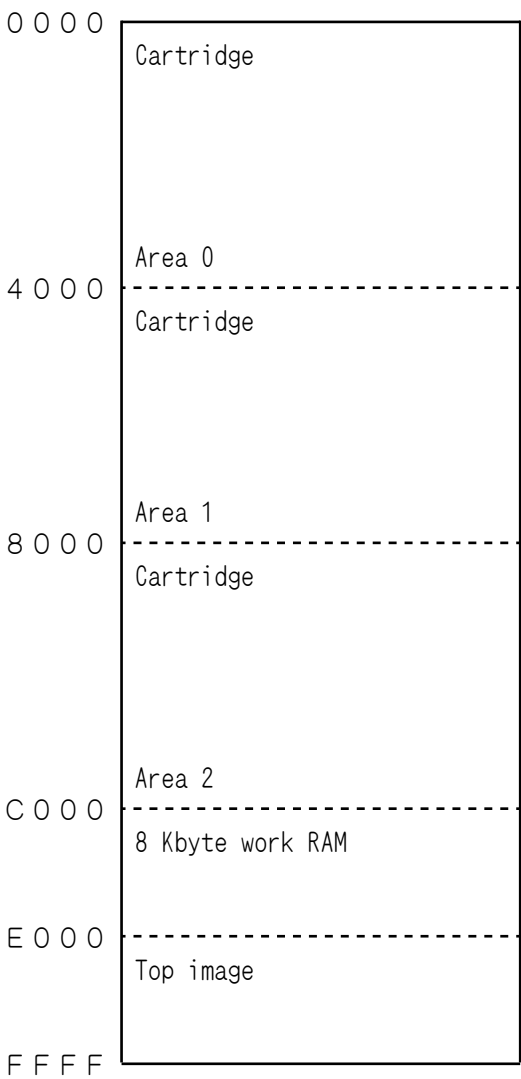 0000
Cartridge
Area 0
4000
Cartridge
Area 1
8000
Cartridge
Area 2
C000
8 Kbyte work RAM
E000
Top image
FFFF